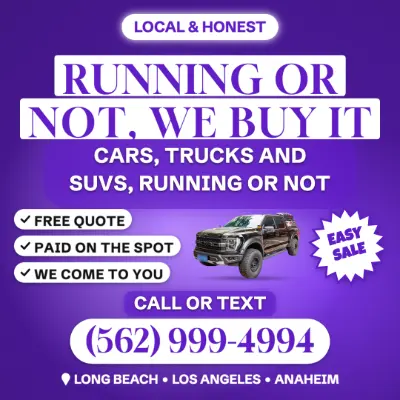 LOCAL & HONEST
RUNNING OR
NOT, WE BUY IT
CARS, TRUCKS AND
SUVS, RUNNING OR NOT
FREE QUOTE
PAID ON THE SPOT
WE COME TO YOU
EASY
SALE
CALL OR TEXT
(562) 999-4994
LONG BEACH • LOS ANGELES • ANAHEIM